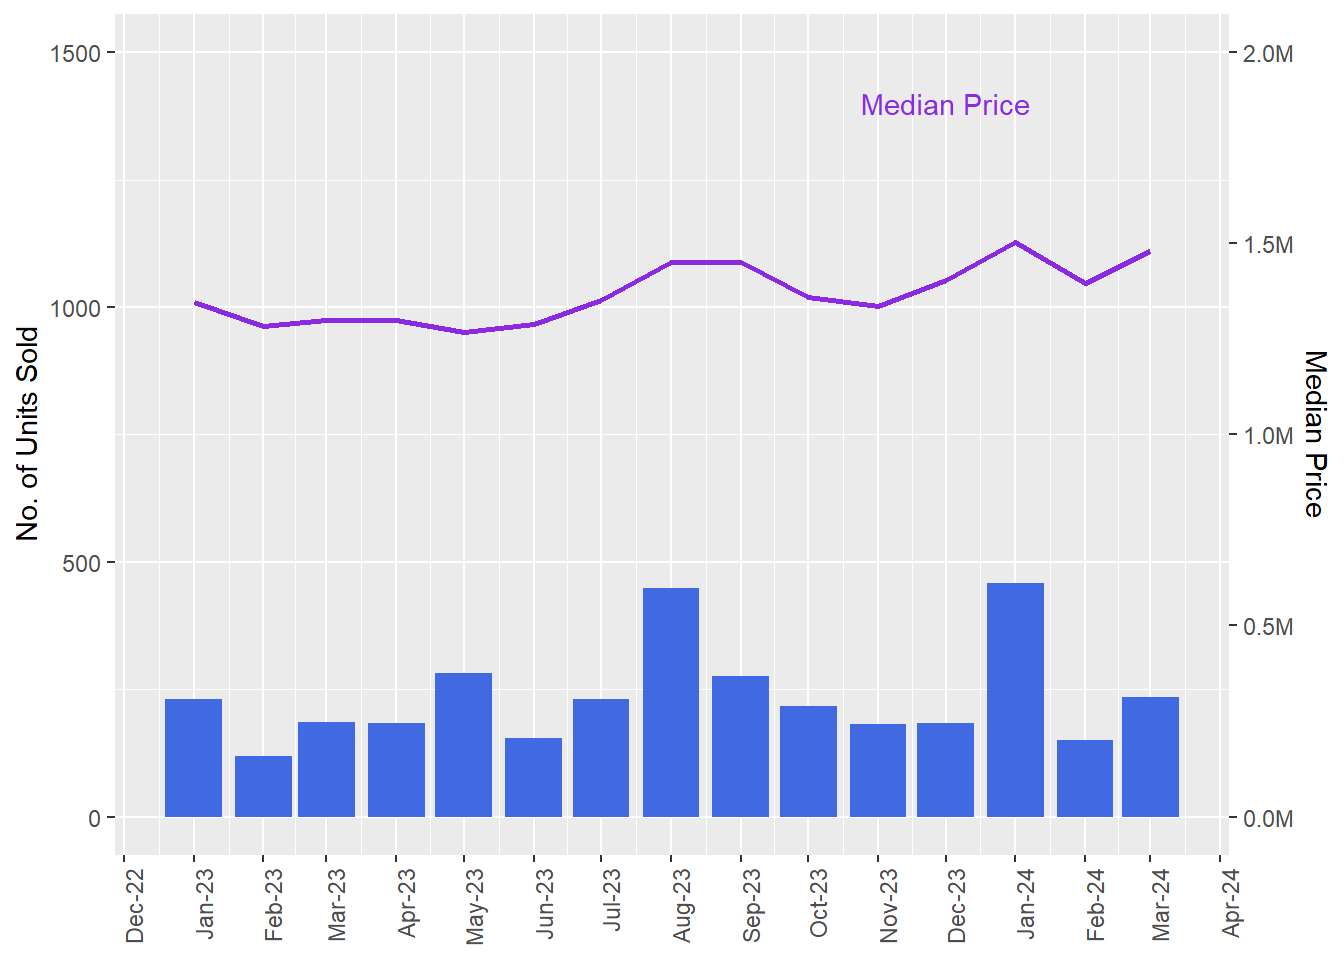 1500
1000
500
0
No. of Units Sold
Median Price
2.0M
1.5M
1.0M
0.5M
0.0M
Median Price
Dec-22
Jan-23
Feb-23
Mar-23
Apr-23
May-23
Jun-23
Jul-23
Aug-23
Sep-23
Oct-23
Nov-23
Dec-23
Jan-24
Feb-24
Mar-24
Apr-24